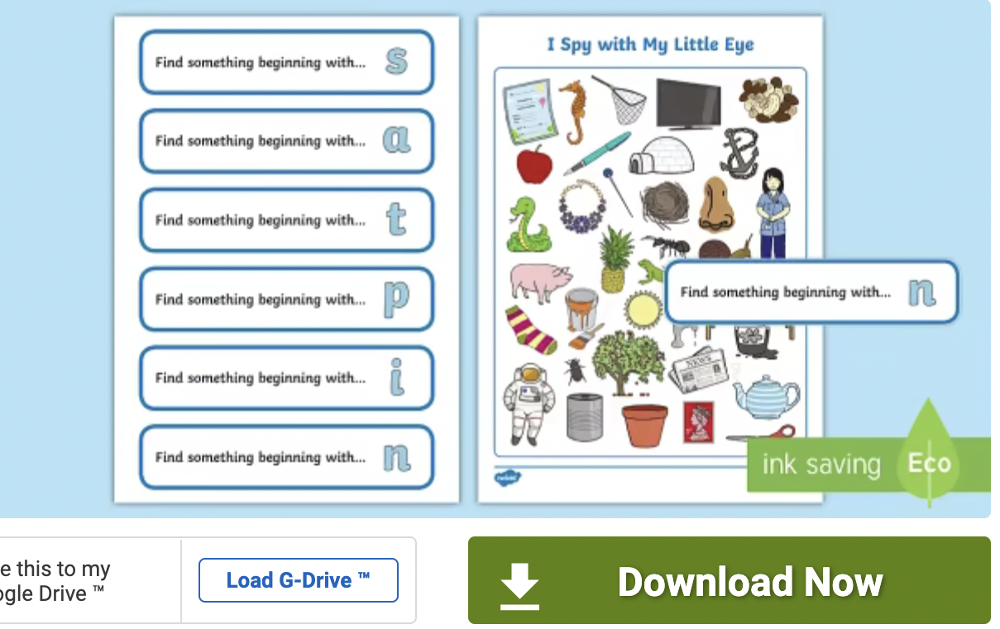 Find something beginning with... s
Find something beginning with... a
Find something beginning with... t
Find something beginning with... p
Find something beginning with... i
Find something beginning with... n
I Spy with My Little Eye
NEWS
Find something beginning with... n
twinkl
ink saving Eco
e this to my
ogle Drive ™
Load G-Drive ™
Download Now